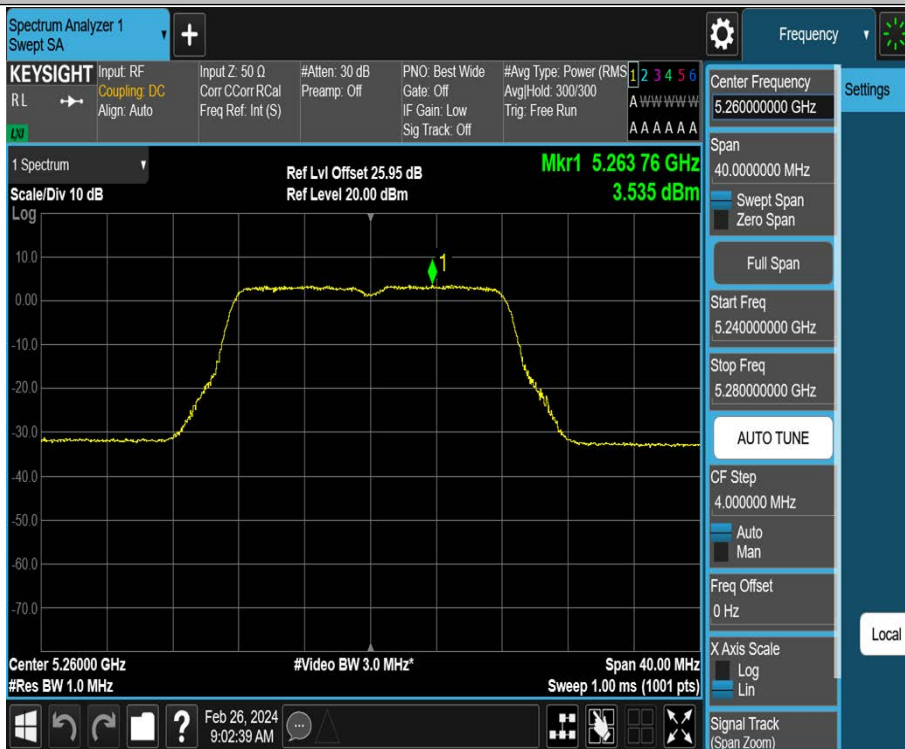 Spectrum Analyzer 1
Swept SA
+
Frequency
KEYSIGHT
RL
LXI
Input: RF
Coupling: DC
Align: Auto
Input Z: 50 Ω
Corr CCorr RCal
Freq Ref: Int (S)
#Atten: 30 dB
Preamp: Off
PNO: Best Wide
Gate: Off
IF Gain: Low
Sig Track: Off
#Avg Type: Power (RMS
Avg|Hold: 300/300
Trig: Free Run
1 2 3 4 5 6
A W W W W W
A A A A A A
1 Spectrum
Scale/Div 10 dB
Log
Ref Lvl Offset 25.95 dB
Ref Level 20.00 dBm
Mkr1 5.263 76 GHz
3.535 dBm
1
10.0
0.00
-10.0
-20.0
-30.0
-40.0
-50.0
-60.0
-70.0
Center 5.26000 GHz
#Res BW 1.0 MHz
#Video BW 3.0 MHz*
Span 40.00 MHz
Sweep 1.00 ms (1001 pts)
?
Feb 26, 2024
9:02:39 AM
Center Frequency
5.260000000 GHz
Span
40.0000000 MHz
Swept Span
Zero Span
Full Span
Start Freq
5.240000000 GHz
Stop Freq
5.280000000 GHz
AUTO TUNE
CF Step
4.000000 MHz
Auto
Man
Freq Offset
0 Hz
X Axis Scale
Log
Lin
Signal Track
(Span Zoom)
Settings
Local